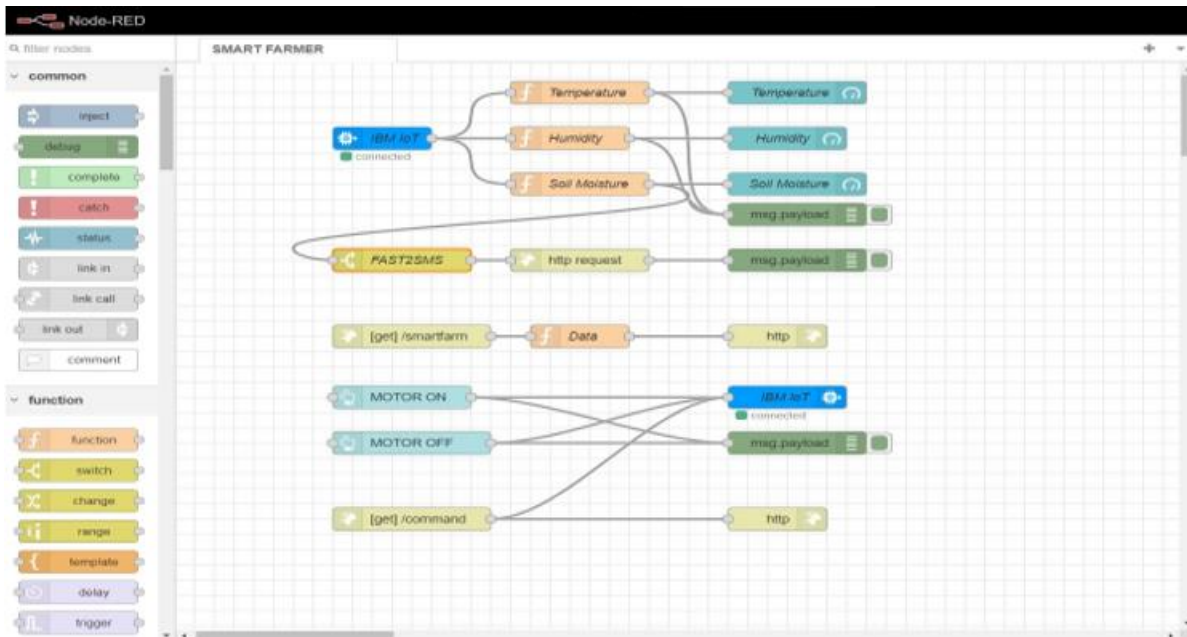 Node-RED
filter nodes
SMART FARMER
common
inject
debug
complete
catch
status
link in
link call
link out
comment
function
function
switch
change
range
template
delay
trigger
Temperature
Temperature
IBM IoT
connected
Humidity
Humidity
Soil Moisture
Soil Moisture
msg.payload
FAST2SMS
http request
msg.payload
[get] /smartfarm
Data
http
MOTOR ON
IBM IoT
connected
MOTOR OFF
msg.payload
[get] /command
http